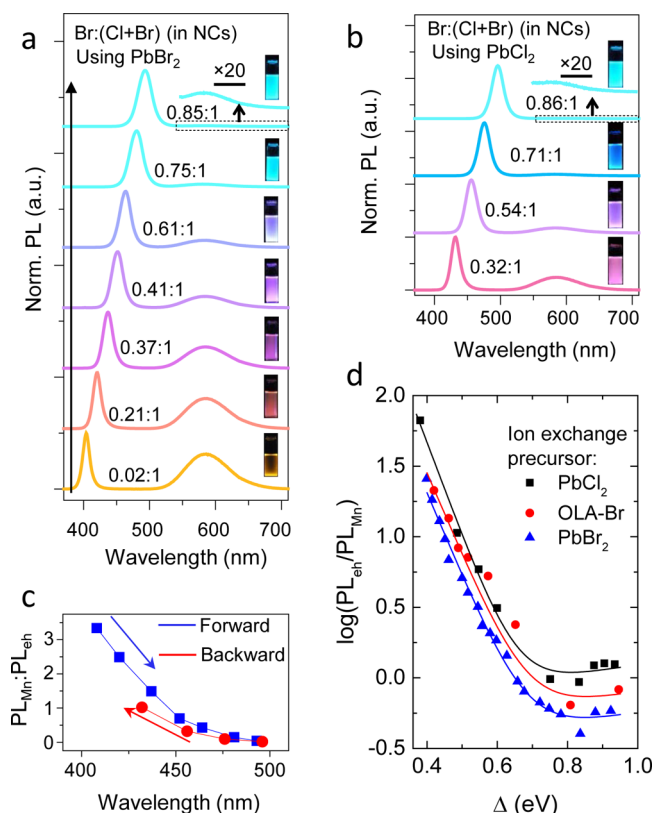 a
Br:(Cl+Br) (in NCs)
Using PbBr2
×20
0.85:1
0.75:1
0.61:1
0.41:1
0.37:1
0.21:1
0.02:1
Norm. PL (a.u.)
400 500 600 700
Wavelength (nm)
b
Br:(Cl+Br) (in NCs)
Using PbCl2
×20
0.86:1
0.71:1
0.54:1
0.32:1
Norm. PL (a.u.)
400 500 600 700
Wavelength (nm)
c
Forward
Backward
PLMn:PLeh
3
2
1
0
400 450 500
Wavelength (nm)
d
Ion exchange
precursor:
PbCl2
OLA-Br
PbBr2
log(PLeh/PLMn)
2.0
1.5
1.0
0.5
0.0
-0.5
0.4 0.6 0.8 1.0
Δ (eV)